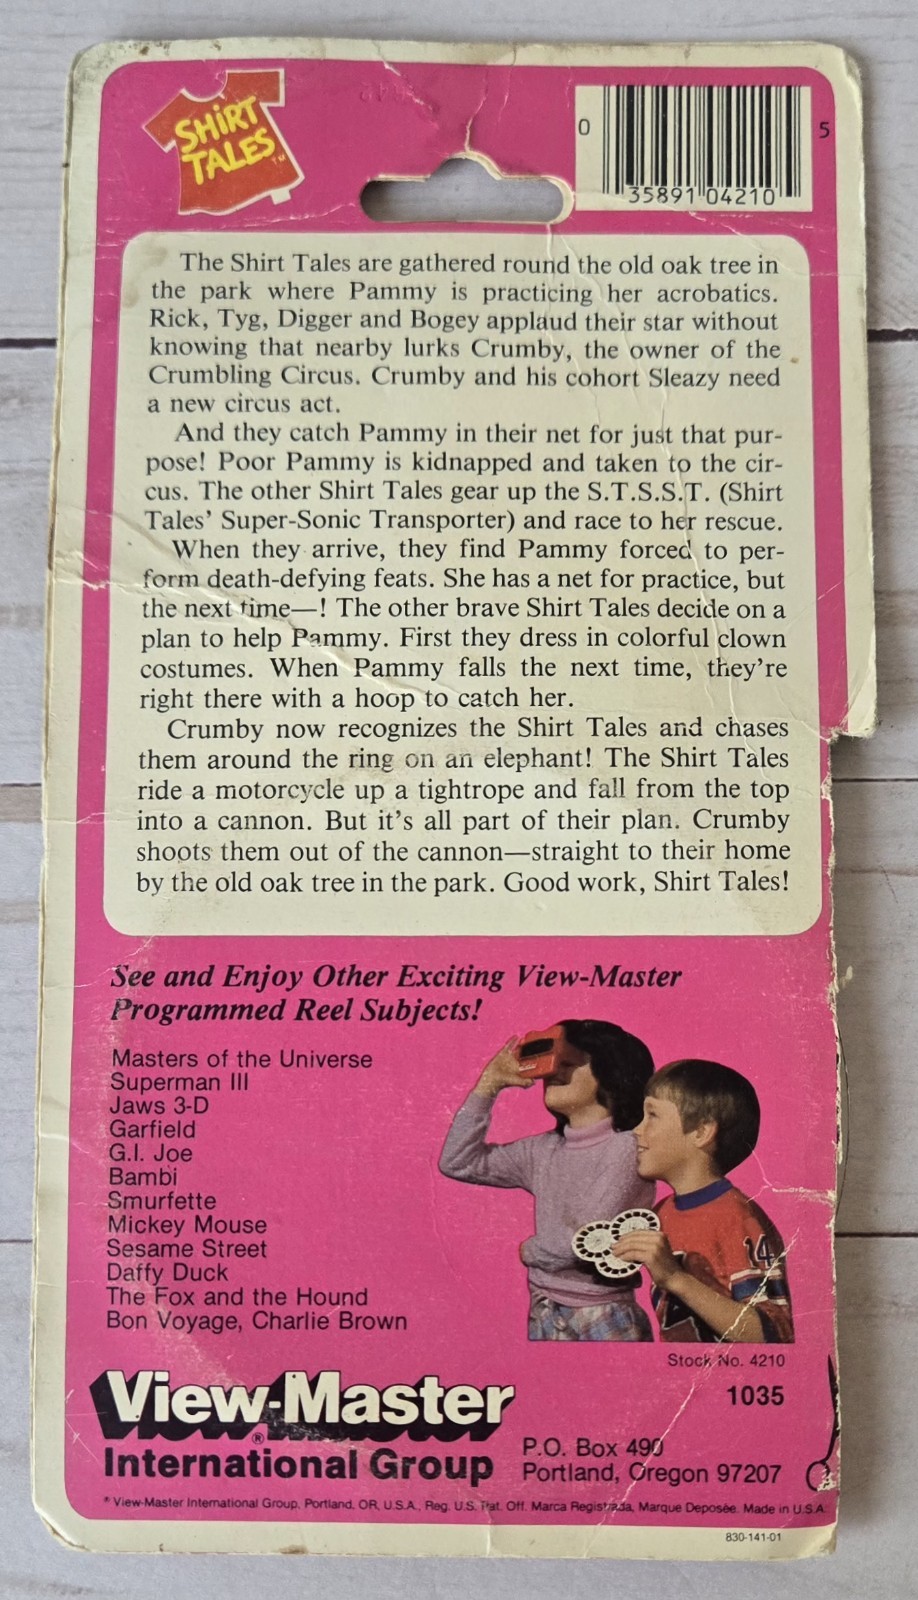 SHIRT
TALES™
0 35891 04210 5
The Shirt Tales are gathered round the old oak tree in
the park where Pammy is practicing her acrobatics.
Rick, Tyg, Digger and Bogey applaud their star without
knowing that nearby lurks Crumby, the owner of the
Crumbling Circus. Crumby and his cohort Sleazy need
a new circus act.
And they catch Pammy in their net for just that pur-
pose! Poor Pammy is kidnapped and taken to the cir-
cus. The other Shirt Tales gear up the S.T.S.S.T. (Shirt
Tales' Super-Sonic Transporter) and race to her rescue.
When they arrive, they find Pammy forced to per-
form death-defying feats. She has a net for practice, but
the next time—! The other brave Shirt Tales decide on a
plan to help Pammy. First they dress in colorful clown
costumes. When Pammy falls the next time, they're
right there with a hoop to catch her.
Crumby now recognizes the Shirt Tales and chases
them around the ring on an elephant! The Shirt Tales
ride a motorcycle up a tightrope and fall from the top
into a cannon. But it's all part of their plan. Crumby
shoots them out of the cannon—straight to their home
by the old oak tree in the park. Good work, Shirt Tales!
See and Enjoy Other Exciting View-Master
Programmed Reel Subjects!
Masters of the Universe
Superman III
Jaws 3-D
Garfield
G.I. Joe
Bambi
Smurfette
Mickey Mouse
Sesame Street
Daffy Duck
The Fox and the Hound
Bon Voyage, Charlie Brown
14
Stock No. 4210
1035
View-Master®
International Group
P.O. Box 490
Portland, Oregon 97207
* View-Master International Group, Portland, OR, U.S.A., Reg. U.S. Pat. Off. Marca Registrada, Marque Deposée. Made in U.S.A.
830-141-01